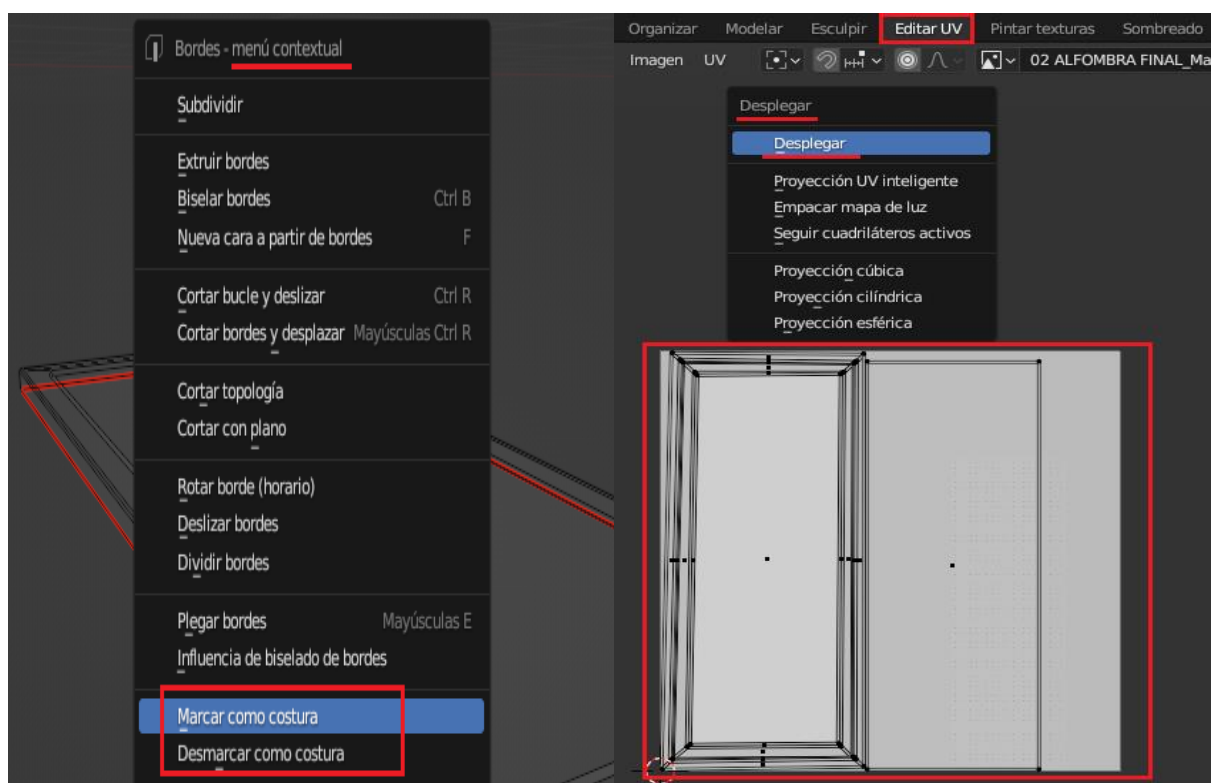 Bordes - menú contextual
Subdividir
Extruir bordes
Biselar bordes Ctrl B
Nueva cara a partir de bordes F
Cortar bucle y deslizar Ctrl R
Cortar bordes y desplazar Mayúsculas Ctrl R
Cortar topología
Cortar con plano
Rotar borde (horario)
Deslizar bordes
Dividir bordes
Plegar bordes Mayúsculas E
Influencia de biselado de bordes
Marcar como costura
Desmarcar como costura
Organizar Modelar Esculpir Editar UV Pintar texturas Sombreado
Imagen UV 02 ALFOMBRA FINAL_Ma
Desplegar
Desplegar
Proyección UV inteligente
Empacar mapa de luz
Seguir cuadriláteros activos
Proyección cúbica
Proyección cilíndrica
Proyección esférica